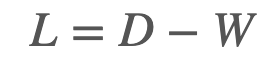 L = D − W